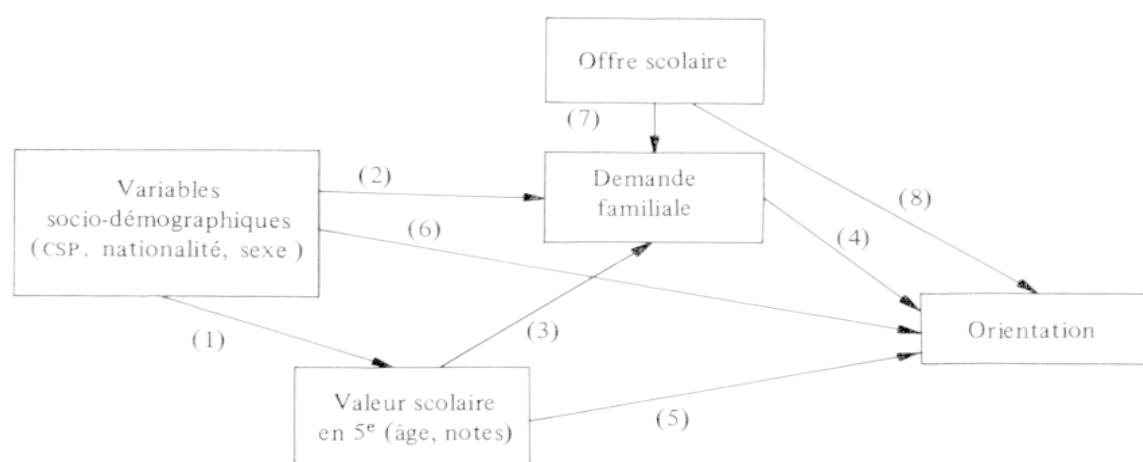 Offre scolaire
(7)
Variables
socio-démographiques
(CSP, nationalité, sexe)
(2)
Demande
familiale
(8)
(6)
(4)
Orientation
(1)
(3)
Valeur scolaire
en 5e (âge, notes)
(5)